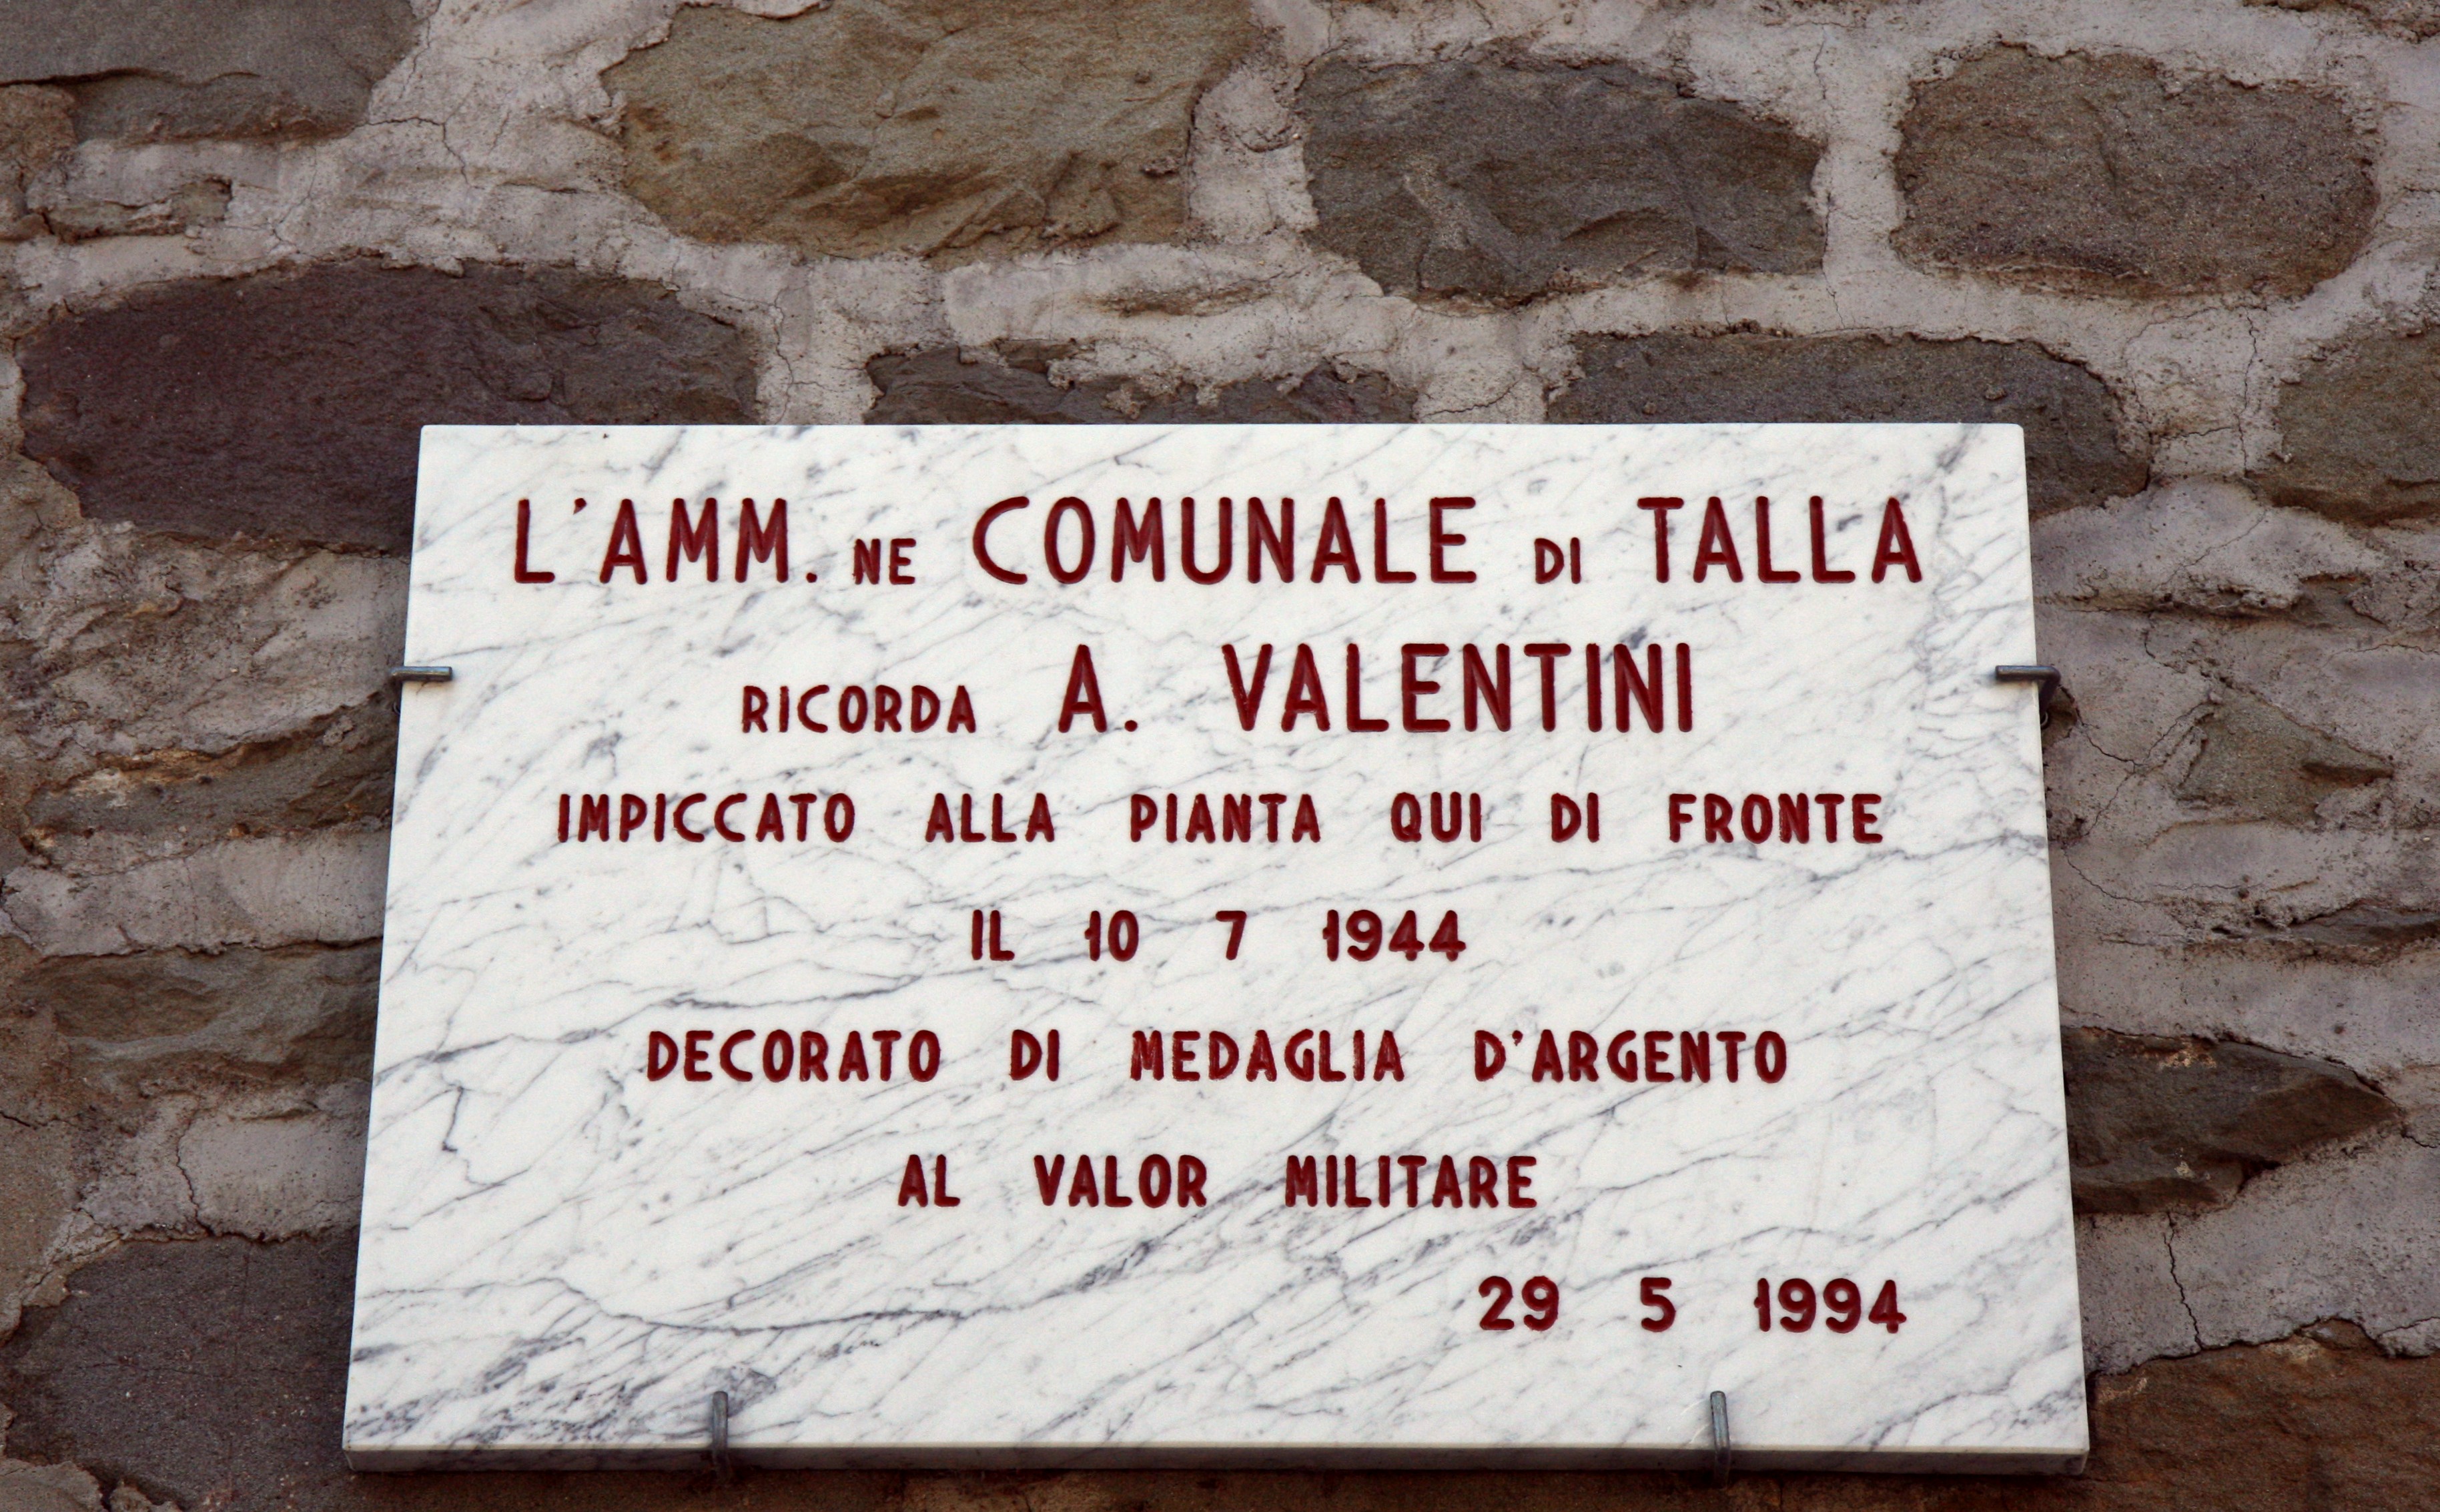 L'AMM. NE COMUNALE DI TALLA
RICORDA A. VALENTINI
IMPICCATO ALLA PIANTA QUI DI FRONTE
IL 10 7 1944
DECORATO DI MEDAGLIA D'ARGENTO
AL VALOR MILITARE
29 5 1994